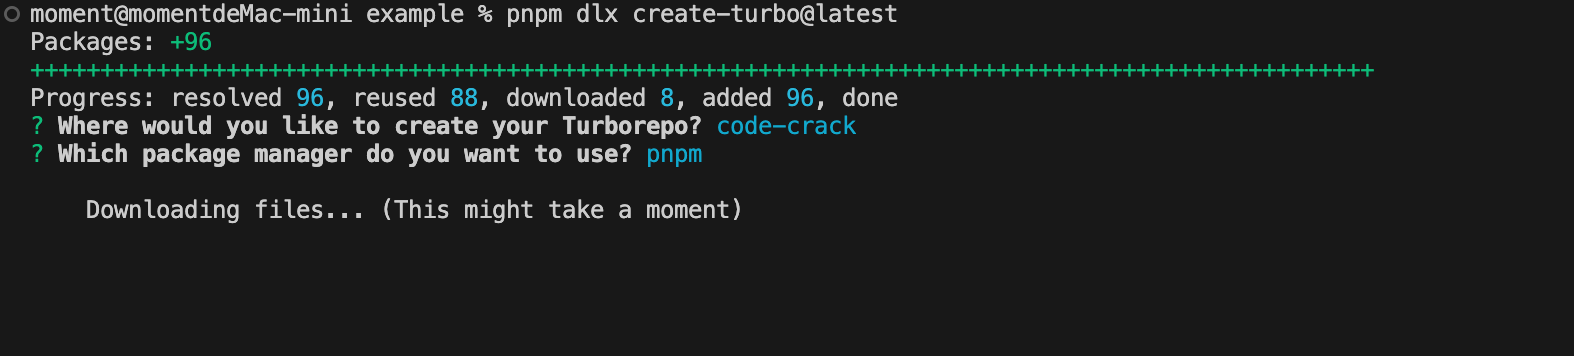 moment@momentdeMac-mini example % pnpm dlx create-turbo@latest
Packages: +96
++++++++++++++++++++++++++++++++++++++++++++++++++++++++++++++++++++++++++++++++++++++++++++++++
Progress: resolved 96, reused 88, downloaded 8, added 96, done
? Where would you like to create your Turborepo? code-crack
? Which package manager do you want to use? pnpm
Downloading files... (This might take a moment)